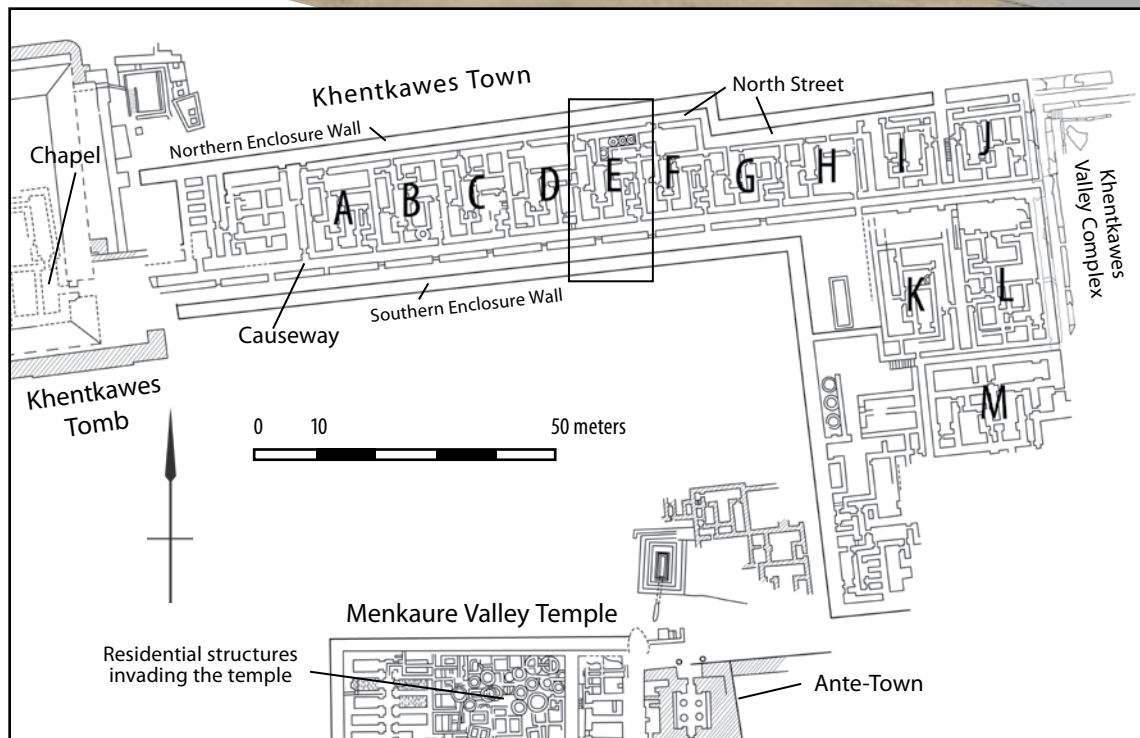 Khentkawes Town
North Street
Northern Enclosure Wall
Chapel
A
B
C
D
E
F
G
H
I
J
Khentkawes
Valley Complex
K
L
Southern Enclosure Wall
Causeway
Khentkawes
Tomb
M
0 10 50 meters
Menkaure Valley Temple
Residential structures
invading the temple
Ante-Town